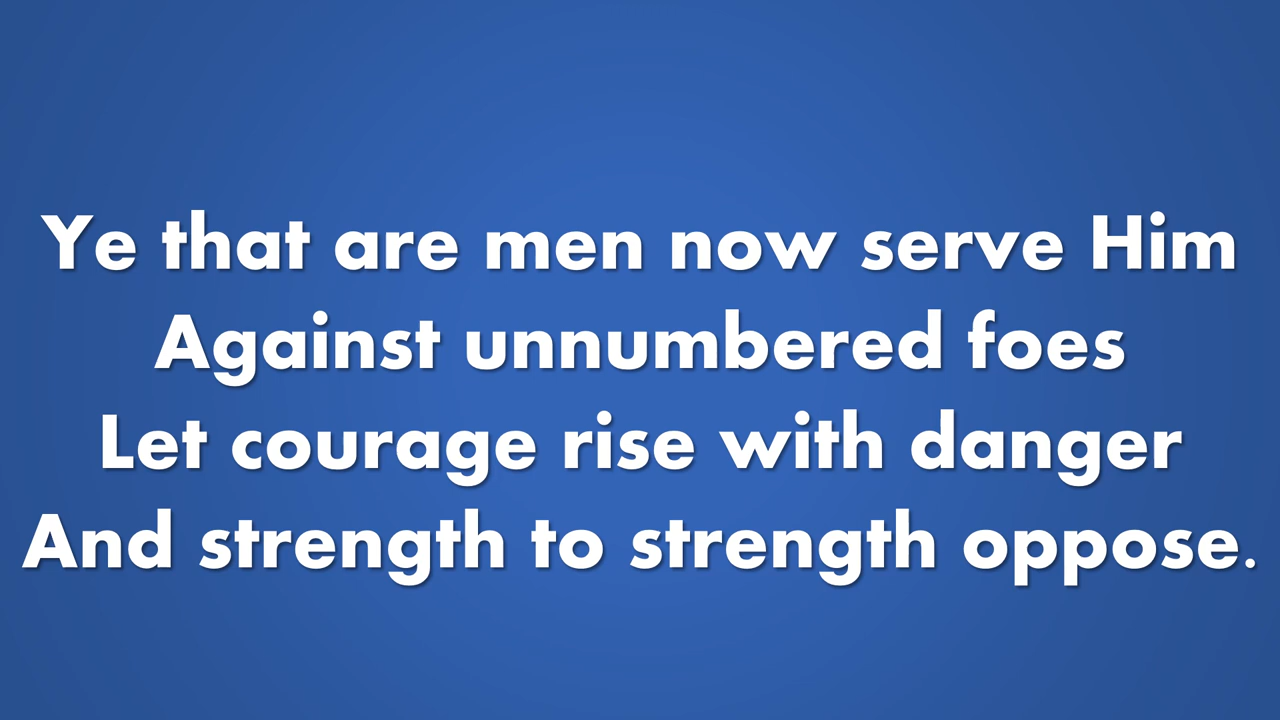 Ye that are men now serve Him
Against unnumbered foes
Let courage rise with danger
And strength to strength oppose.